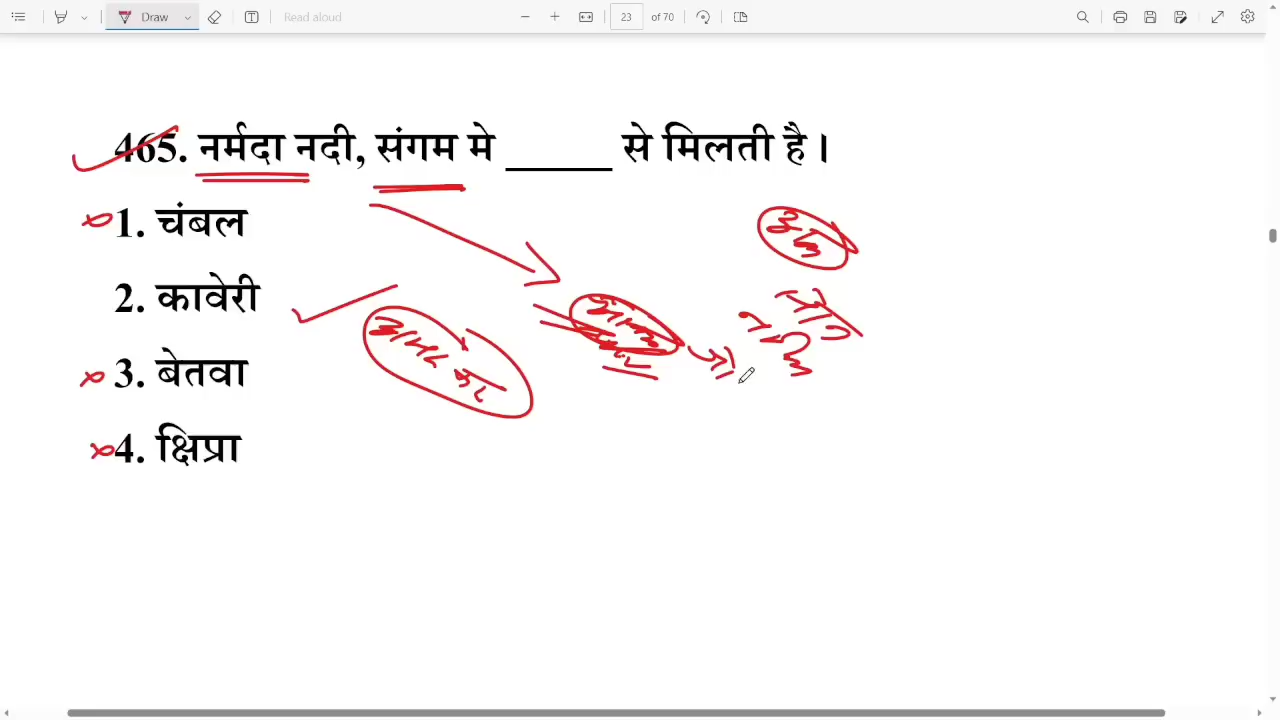 Draw
Read aloud
23
of 70
465. नर्मदा नदी, संगम मे ______ से मिलती है।
1. चंबल
2. कावेरी
3. बेतवा
4. क्षिप्रा